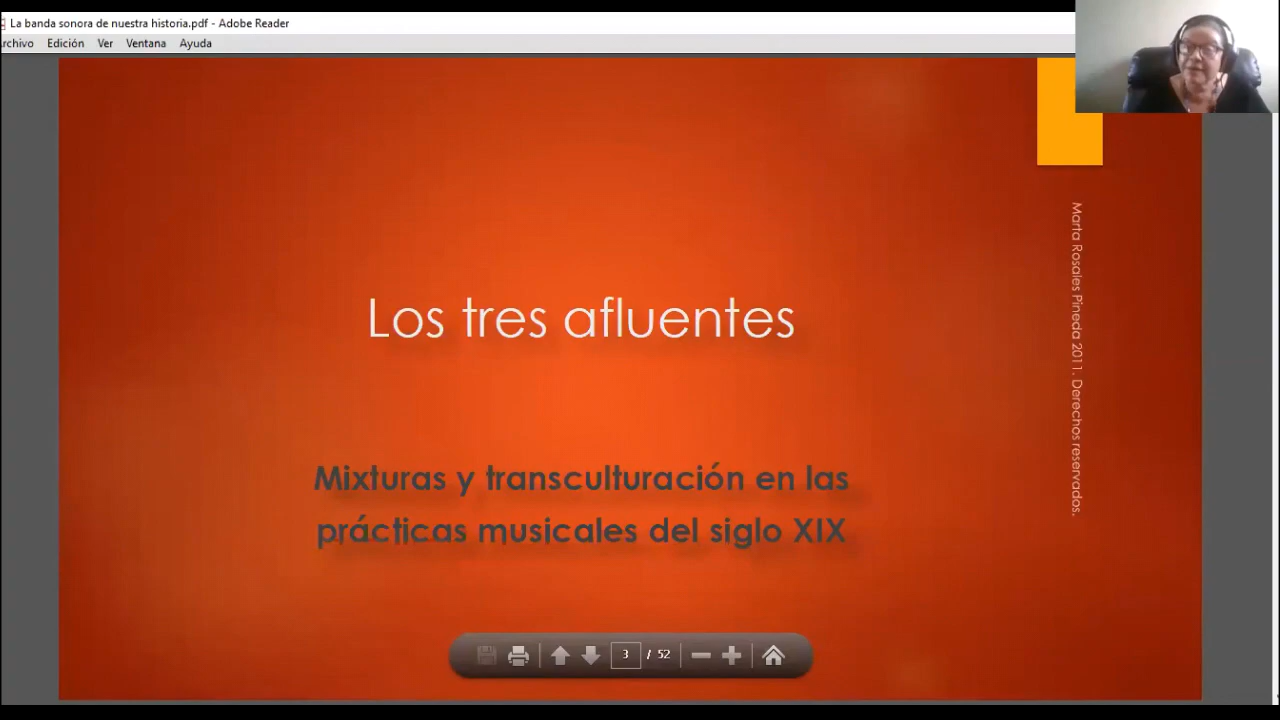 La banda sonora de nuestra historia.pdf - Adobe Reader
rchivo Edición Ver Ventana Ayuda
Los tres afluentes
Mixturas y transculturación en las
prácticas musicales del siglo XIX
Marta Rosales Pineda 2011. Derechos reservados.
3 / 52